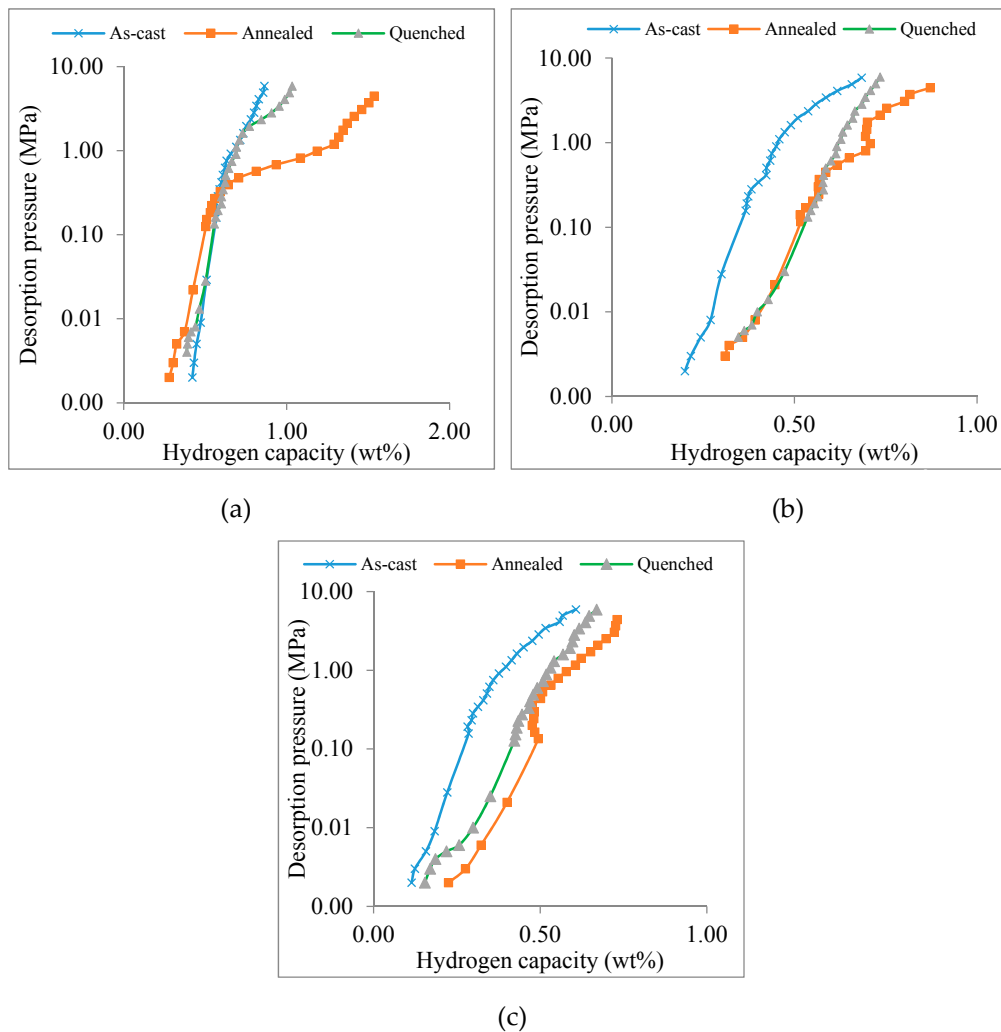 As-cast Annealed Quenched
10.00
1.00
0.10
0.01
0.00
0.00 1.00 2.00
Desorption pressure (MPa)
Hydrogen capacity (wt%)
(a)
As-cast Annealed Quenched
10.00
1.00
0.10
0.01
0.00
0.00 0.50 1.00
Desorption pressure (MPa)
Hydrogen capacity (wt%)
(b)
As-cast Annealed Quenched
10.00
1.00
0.10
0.01
0.00
0.00 0.50 1.00
Desorption pressure (MPa)
Hydrogen capacity (wt%)
(c)